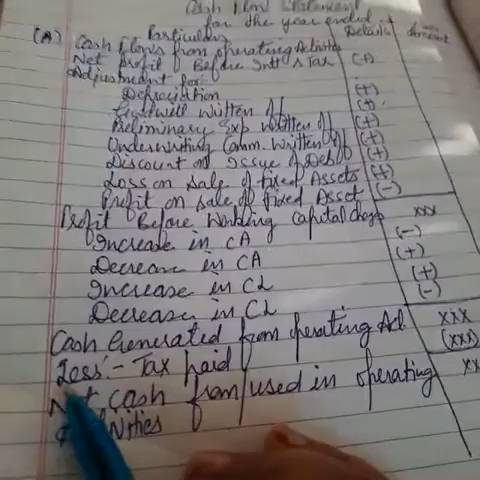 Cash Flow Statement
for the year ended -
Particulars Details Amount
(A) Cash Flows from operating Activities
Net Profit Before Intt & Tax (+)
Adjustment for:-
Depreciation (+)
Goodwill written off (+)
Preliminary Exp written off (+)
Underwriting Comm. Written off (+)
Discount on Issue of Deb (+)
Loss on Sale of fixed Assets (+)
Profit on sale of fixed Asset (-)
Profit Before Working Capital Chags xxx
Increase in CA (-)
Decrease in CA (+)
Increase in CL (+)
Decrease in CL (-)
Cash Generated from operating Act xxx
Less:- Tax paid (xxx)
Net cash from/used in operating xx